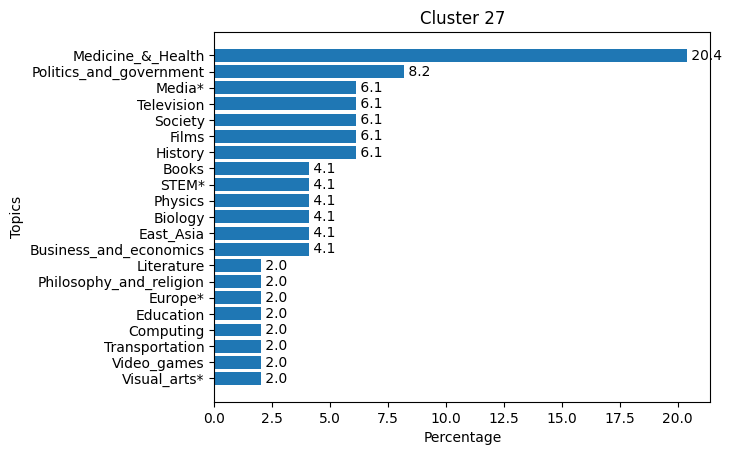 Cluster 27
Medicine_&_Health 20.4
Politics_and_government 8.2
Media* 6.1
Television 6.1
Society 6.1
Films 6.1
History 6.1
Books 4.1
STEM* 4.1
Physics 4.1
Biology 4.1
East_Asia 4.1
Business_and_economics 4.1
Literature 2.0
Philosophy_and_religion 2.0
Europe* 2.0
Education 2.0
Computing 2.0
Transportation 2.0
Video_games 2.0
Visual_arts* 2.0
Topics
0.0 2.5 5.0 7.5 10.0 12.5 15.0 17.5 20.0
Percentage